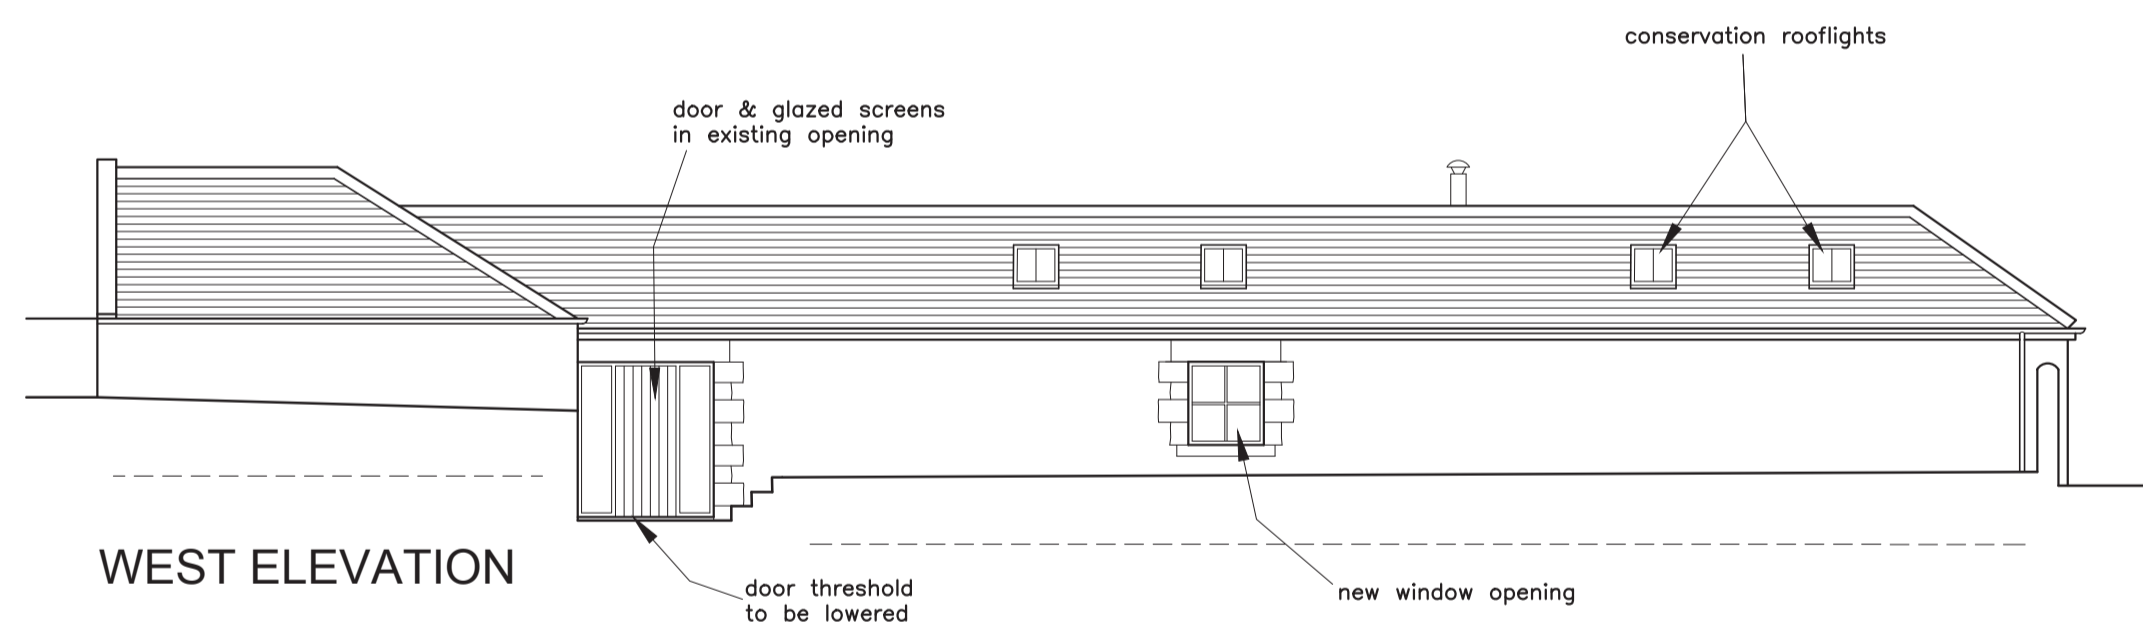 conservation rooflights
door & glazed screens
in existing opening
WEST ELEVATION
door threshold
to be lowered
new window opening